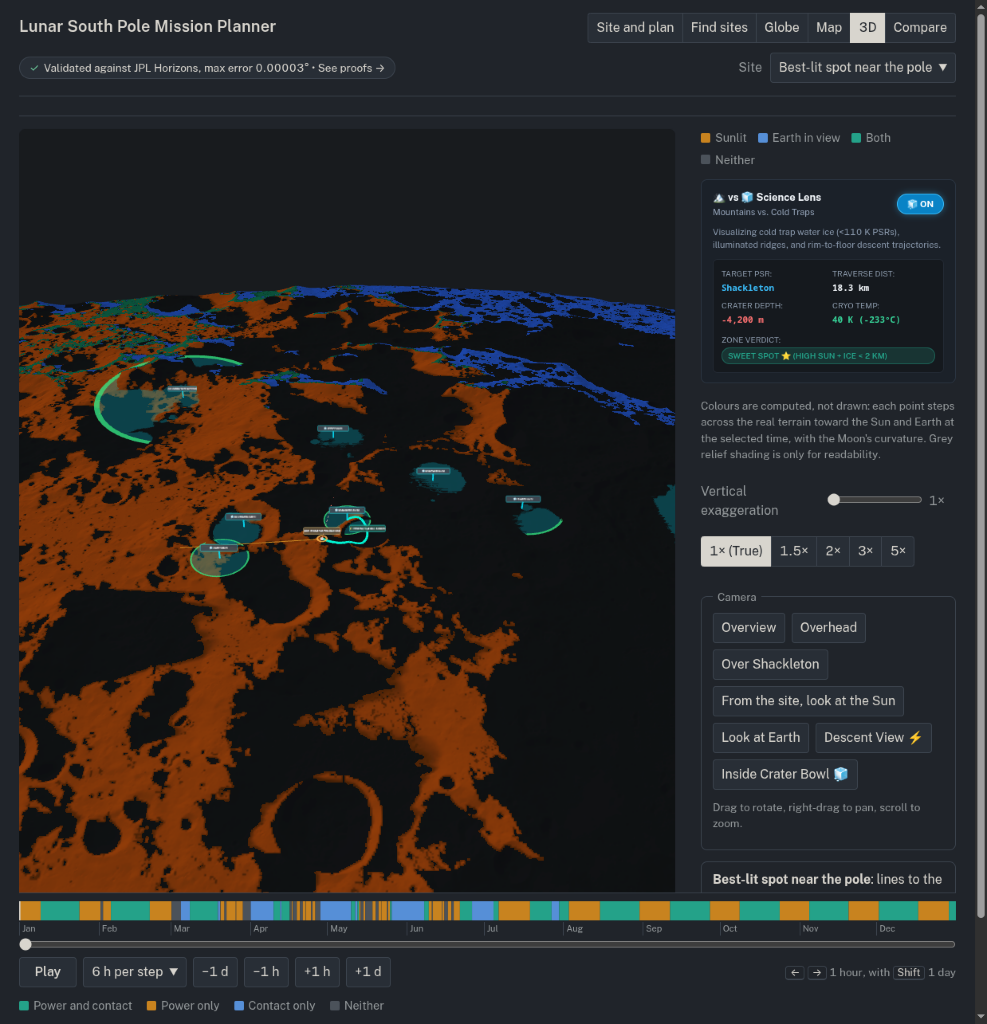 Lunar South Pole Mission Planner
Site and plan
Find sites
Globe
Map
3D
Compare
✓ Validated against JPL Horizons, max error 0.00003° • See proofs →
Site
Best-lit spot near the pole ▼
Sunlit
Earth in view
Both
Neither
⛰️ vs 🧊 Science Lens
Mountains vs. Cold Traps
🧊 ON
Visualizing cold trap water ice (<110 K PSRs),
illuminated ridges, and rim-to-floor descent trajectories.
TARGET PSR:
TRAVERSE DIST:
Shackleton
18.3 km
CRATER DEPTH:
CRYO TEMP:
-4,200 m
40 K (-233°C)
ZONE VERDICT:
SWEET SPOT ⭐ (HIGH SUN + ICE < 2 KM)
Colours are computed, not drawn: each point steps
across the real terrain toward the Sun and Earth at
the selected time, with the Moon's curvature. Grey
relief shading is only for readability.
Vertical
exaggeration
1×
1× (True)
1.5×
2×
3×
5×
Camera
Overview
Overhead
Over Shackleton
From the site, look at the Sun
Look at Earth
Descent View ⚡
Inside Crater Bowl 🧊
Drag to rotate, right-drag to pan, scroll to
zoom.
Best-lit spot near the pole: lines to the
Jan
Feb
Mar
Apr
May
Jun
Jul
Aug
Sep
Oct
Nov
Dec
Play
6 h per step ▼
−1 d
−1 h
+1 h
+1 d
← → 1 hour, with Shift 1 day
Power and contact
Power only
Contact only
Neither